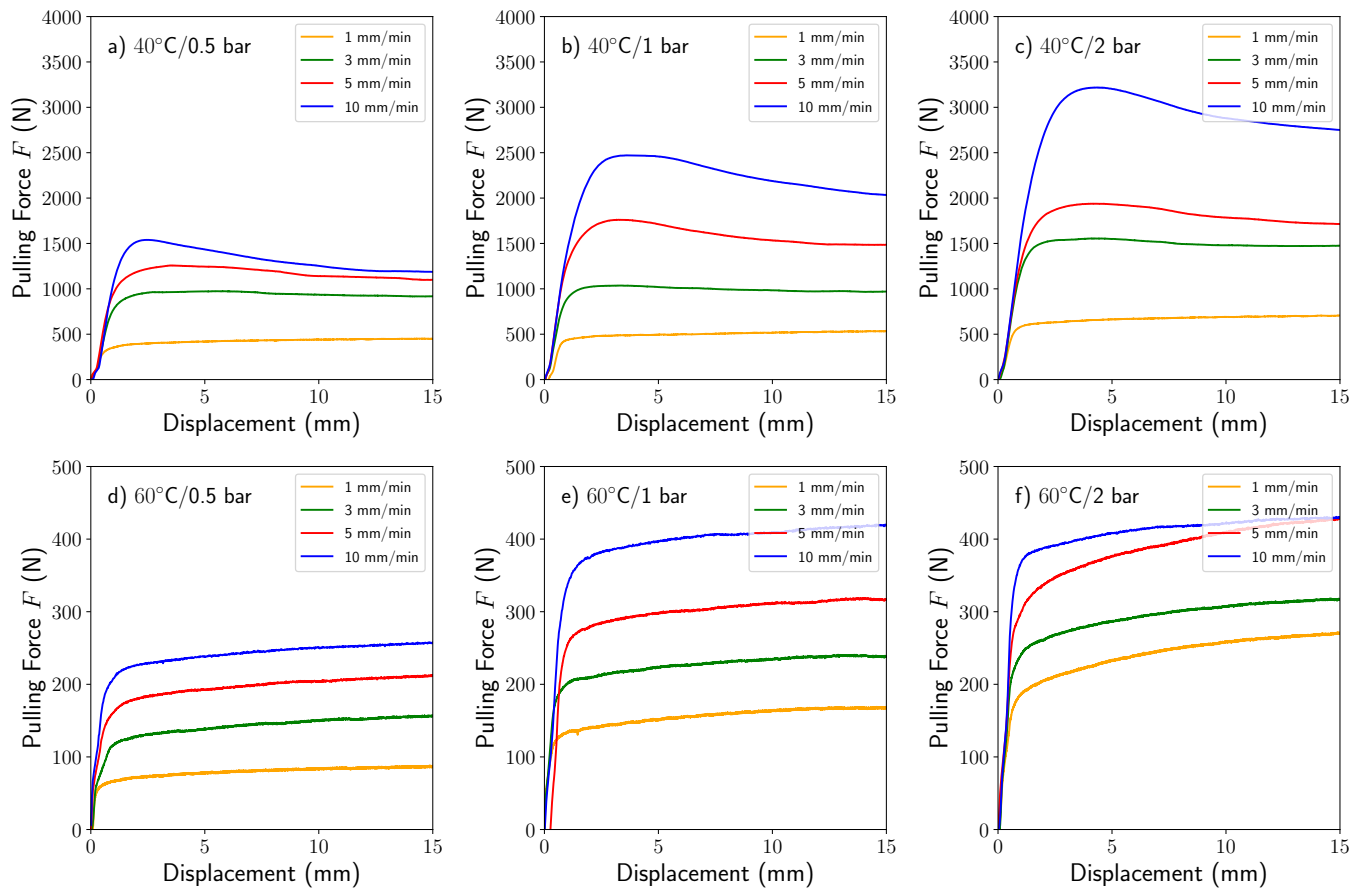 a) 40°C/0.5 bar
1 mm/min
3 mm/min
5 mm/min
10 mm/min
4000
3500
3000
2500
2000
1500
1000
500
0
0 5 10 15
Pulling Force F (N)
Displacement (mm)
b) 40°C/1 bar
1 mm/min
3 mm/min
5 mm/min
10 mm/min
4000
3500
3000
2500
2000
1500
1000
500
0
0 5 10 15
Pulling Force F (N)
Displacement (mm)
c) 40°C/2 bar
1 mm/min
3 mm/min
5 mm/min
10 mm/min
4000
3500
3000
2500
2000
1500
1000
500
0
0 5 10 15
Pulling Force F (N)
Displacement (mm)
d) 60°C/0.5 bar
1 mm/min
3 mm/min
5 mm/min
10 mm/min
500
400
300
200
100
0
0 5 10 15
Pulling Force F (N)
Displacement (mm)
e) 60°C/1 bar
1 mm/min
3 mm/min
5 mm/min
10 mm/min
500
400
300
200
100
0
0 5 10 15
Pulling Force F (N)
Displacement (mm)
f) 60°C/2 bar
1 mm/min
3 mm/min
5 mm/min
10 mm/min
500
400
300
200
100
0
0 5 10 15
Pulling Force F (N)
Displacement (mm)